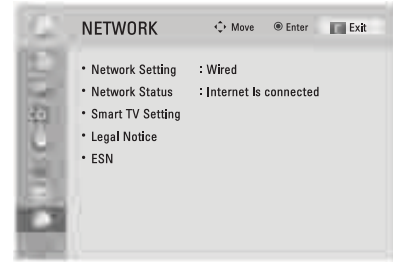 NETWORK Move Enter Exit
• Network Setting : Wired
• Network Status : Internet Is connected
• Smart TV Setting
• Legal Notice
• ESN